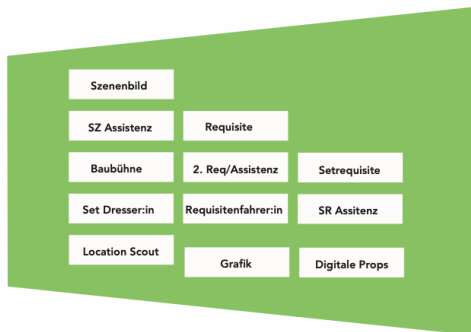 Szenenbild
SZ Assistenz
Requisite
Baubühne
2. Req/Assistenz
Setrequisite
Set Dresser:in
Requisitenfahrer:in
SR Assitenz
Location Scout
Grafik
Digitale Props